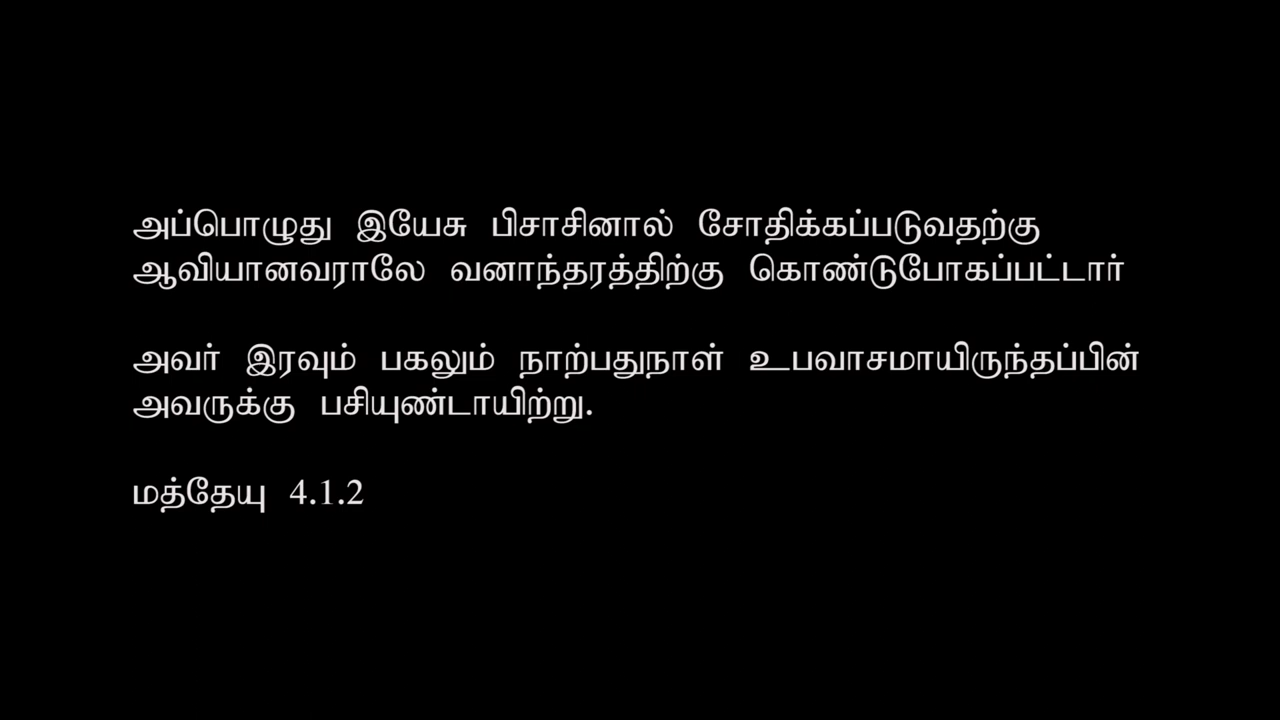 அப்பொழுது இயேசு பிசாசினால் சோதிக்கப்படுவதற்கு
ஆவியானவராலே வனாந்தரத்திற்கு கொண்டுபோகப்பட்டார்
அவர் இரவும் பகலும் நாற்பதுநாள் உபவாசமாயிருந்தப்பின்
அவருக்கு பசியுண்டாயிற்று.
மத்தேயு 4.1.2